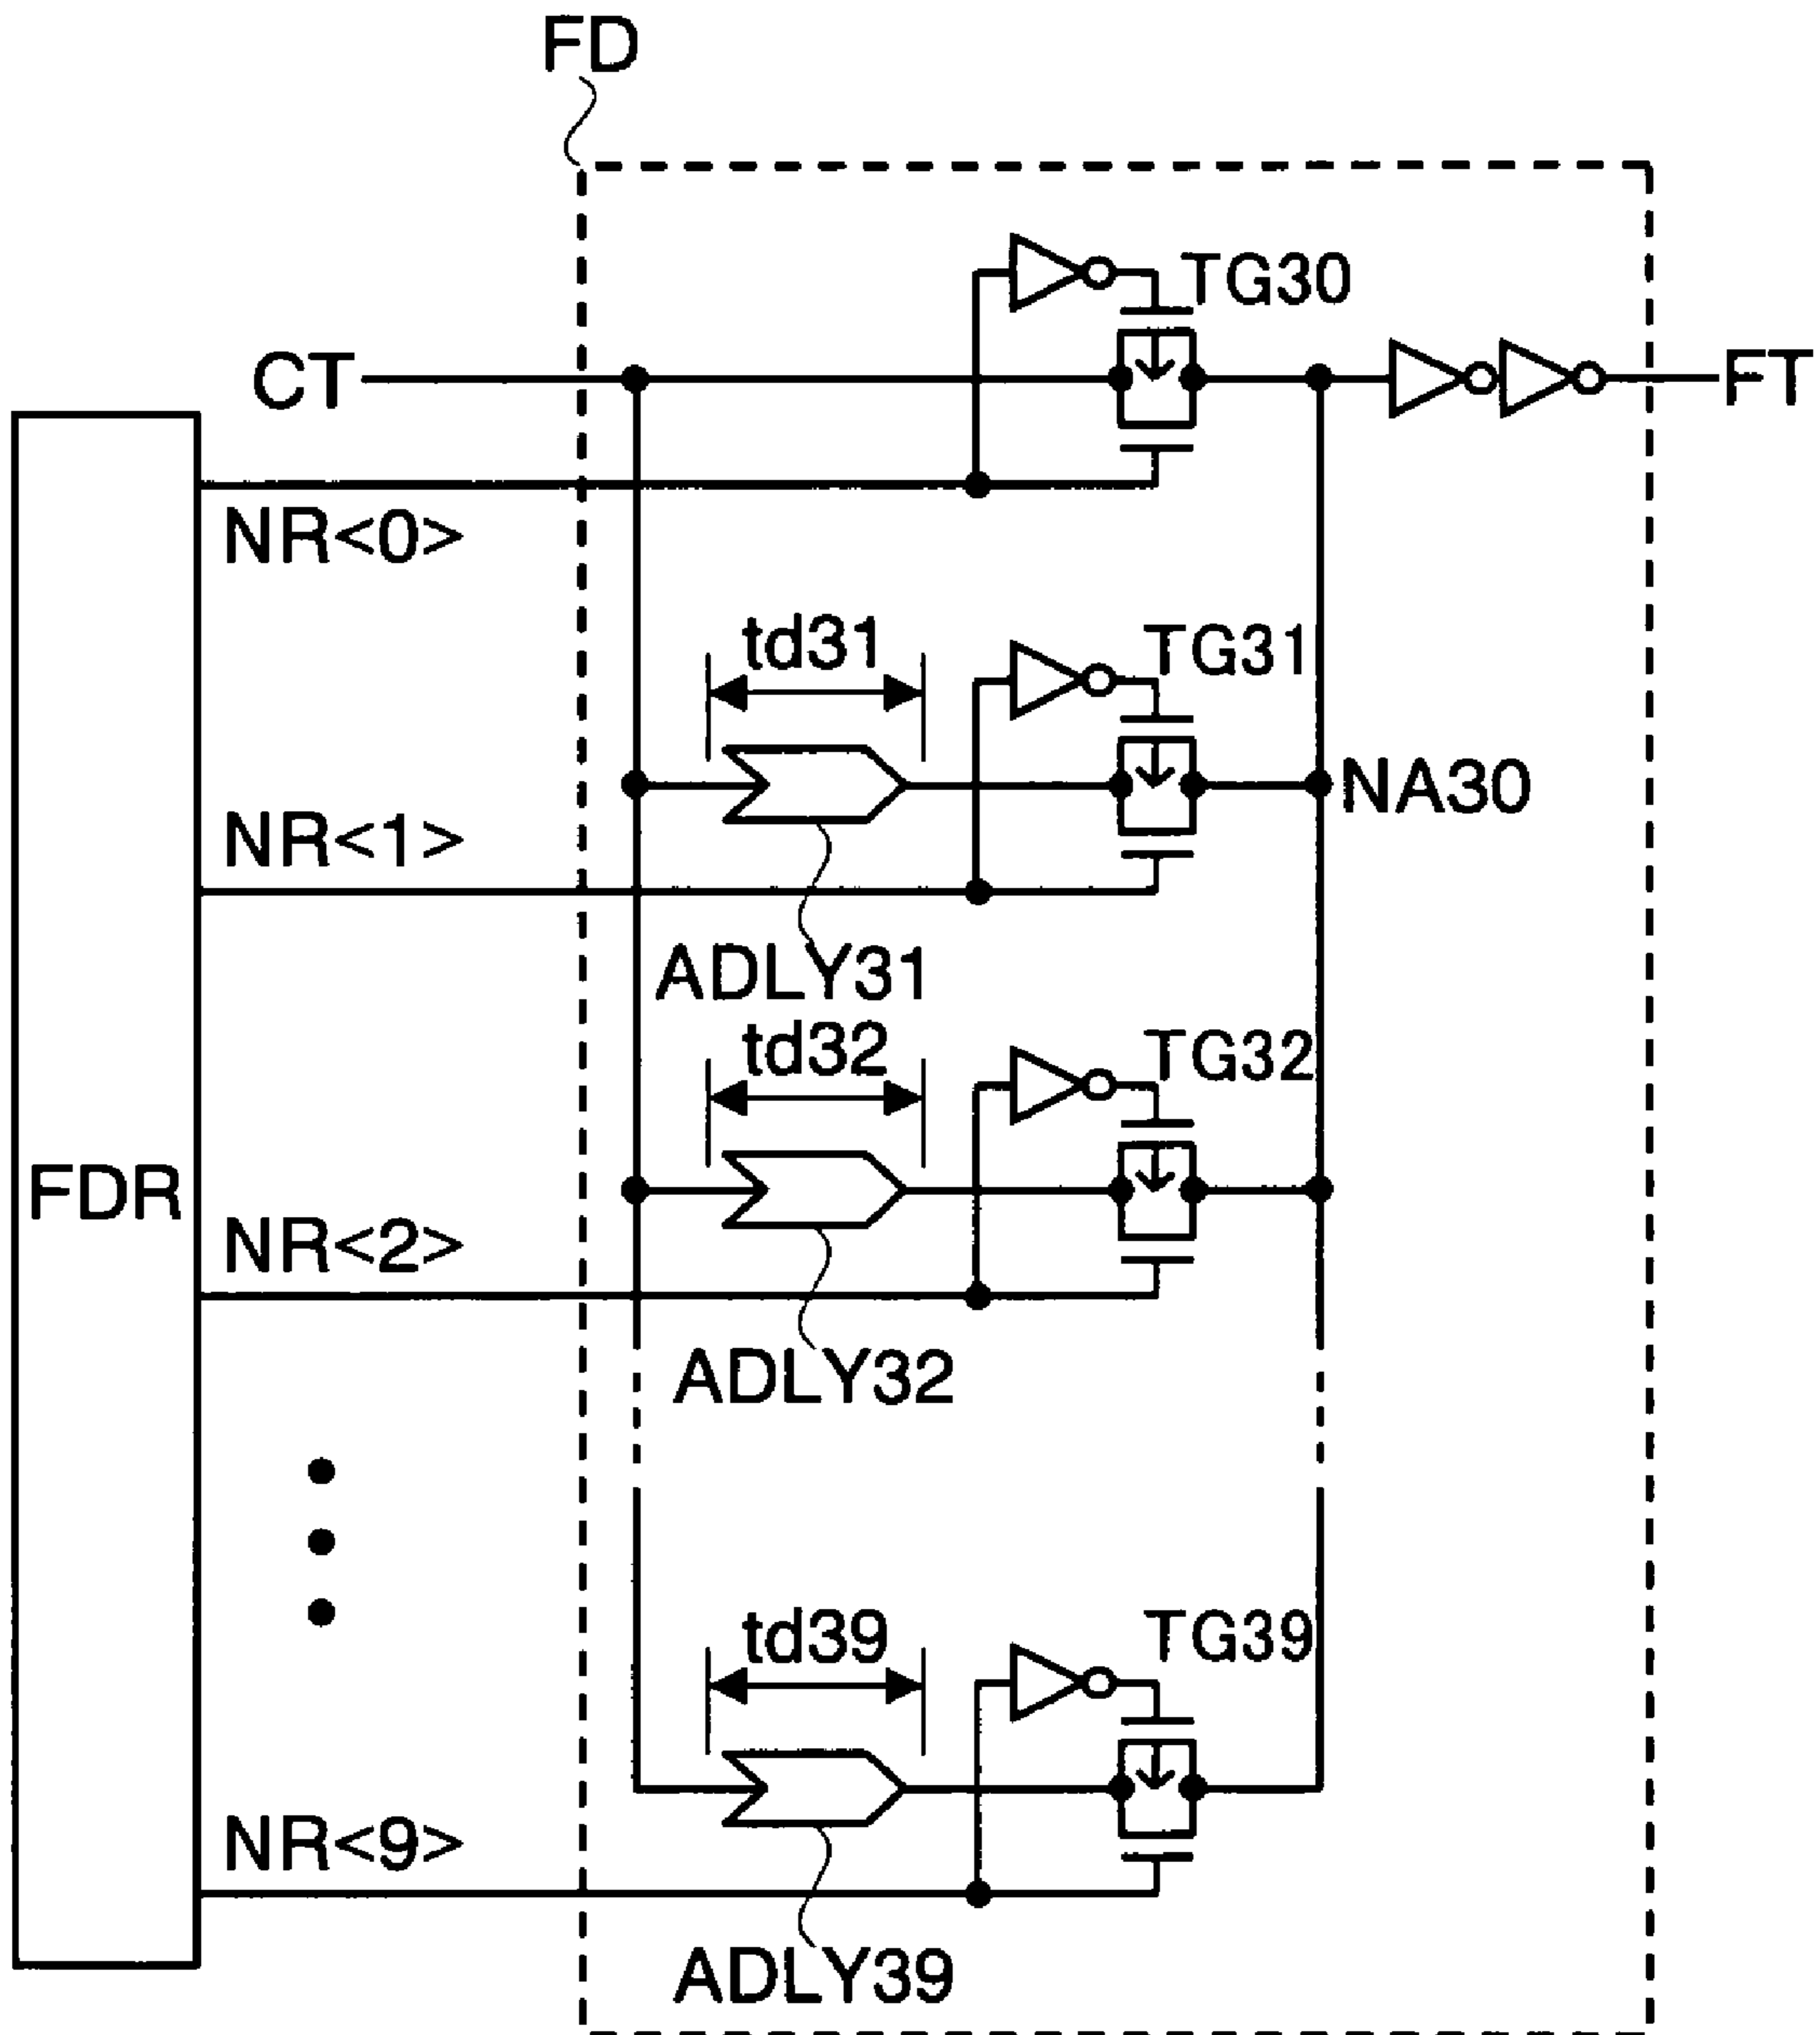 FD
TG30
CT
FT
NR<0>
td31
TG31
NA30
NR<1>
ADLY31
td32
TG32
FDR
NR<2>
ADLY32
td39
TG39
NR<9>
ADLY39